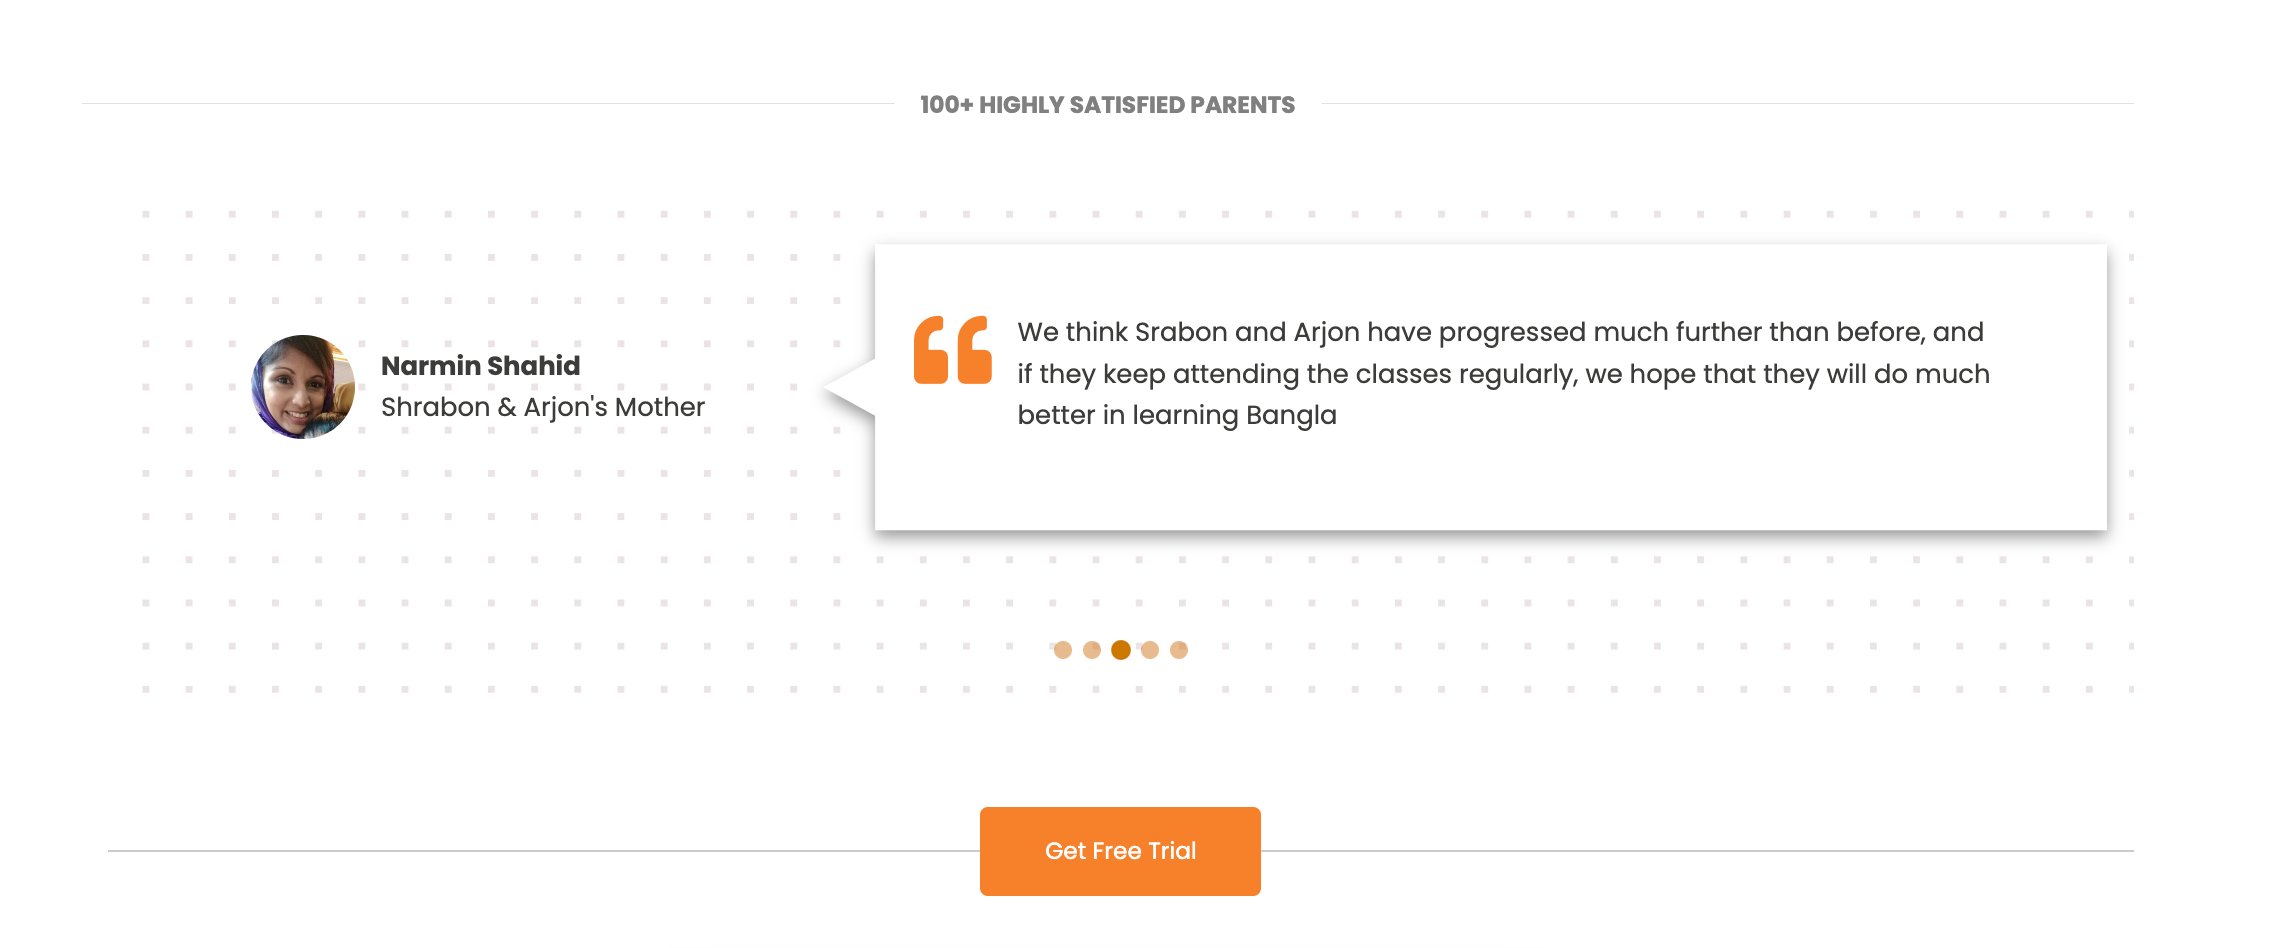 100+ HIGHLY SATISFIED PARENTS
Narmin Shahid
Shrabon & Arjon's Mother
We think Srabon and Arjon have progressed much further than before, and
if they keep attending the classes regularly, we hope that they will do much
better in learning Bangla
Get Free Trial